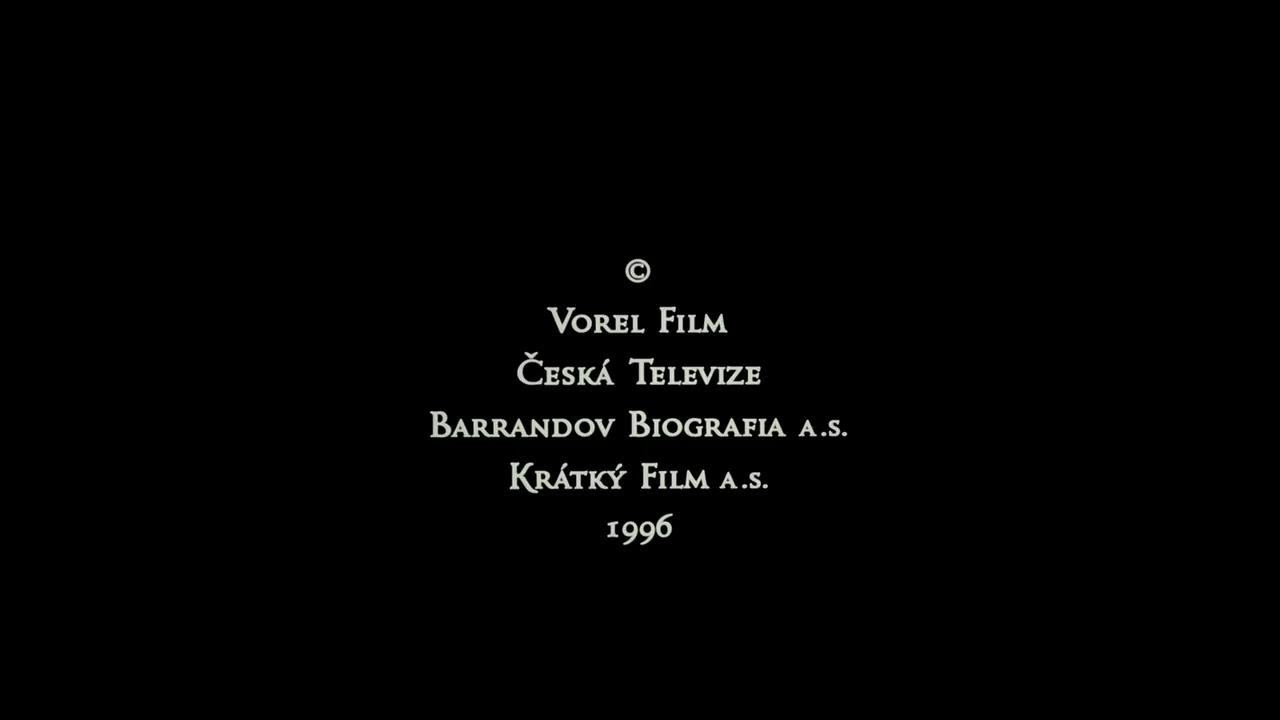 ©
Vorel Film
Česká Televize
Barrandov Biografia a.s.
Krátký Film a.s.
1996